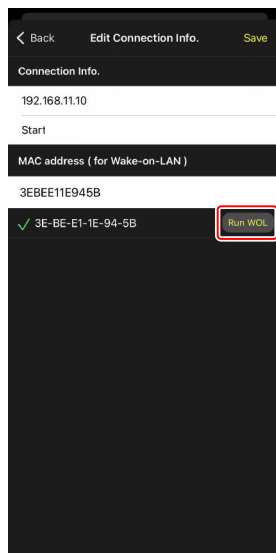 Back Edit Connection Info. Save
Connection Info.
192.168.11.10
Start
MAC address ( for Wake-on-LAN )
3EBEE11E945B
3E-BE-E1-1E-94-5B Run WOL